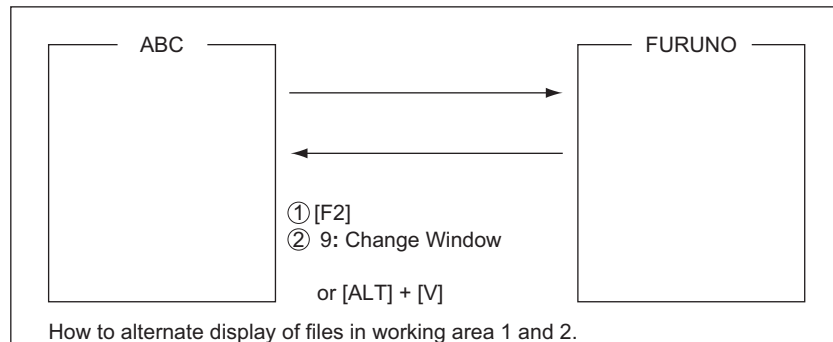 ABC
FURUNO
① [F2]
② 9: Change Window
or [ALT] + [V]
How to alternate display of files in working area 1 and 2.